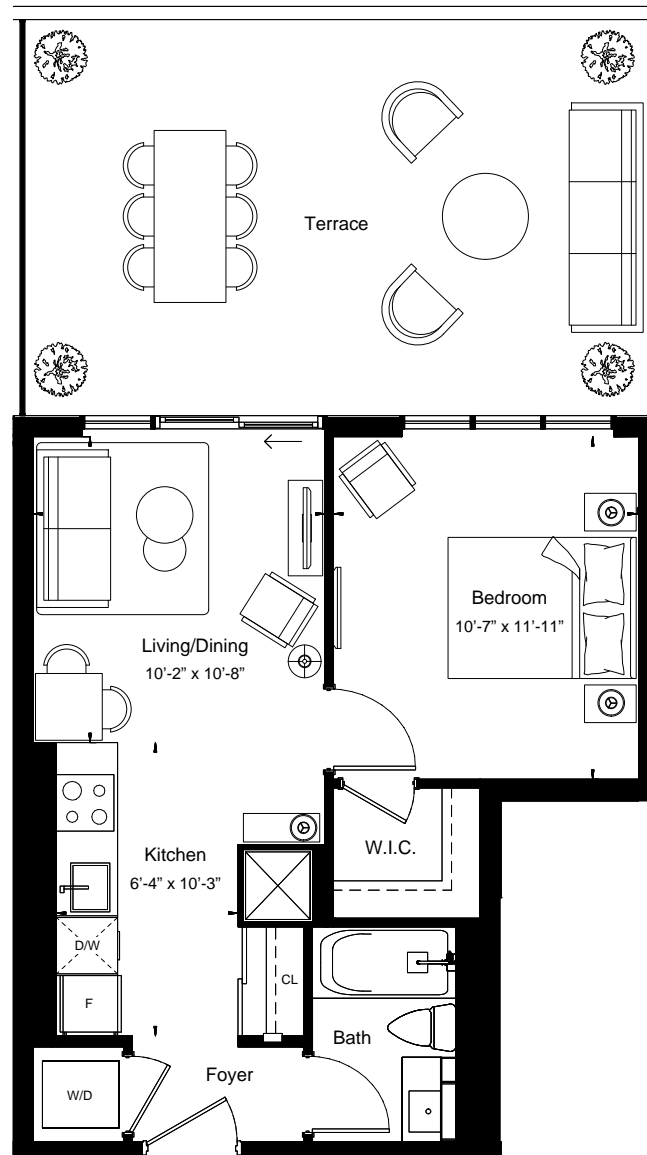 Terrace
Bedroom
10’-7” x 11’-11”
Living/Dining
10’-2” x 10’-8”
Kitchen
6’-4” x 10’-3”
W.I.C.
D/W
CL
F
Bath
Foyer
W/D